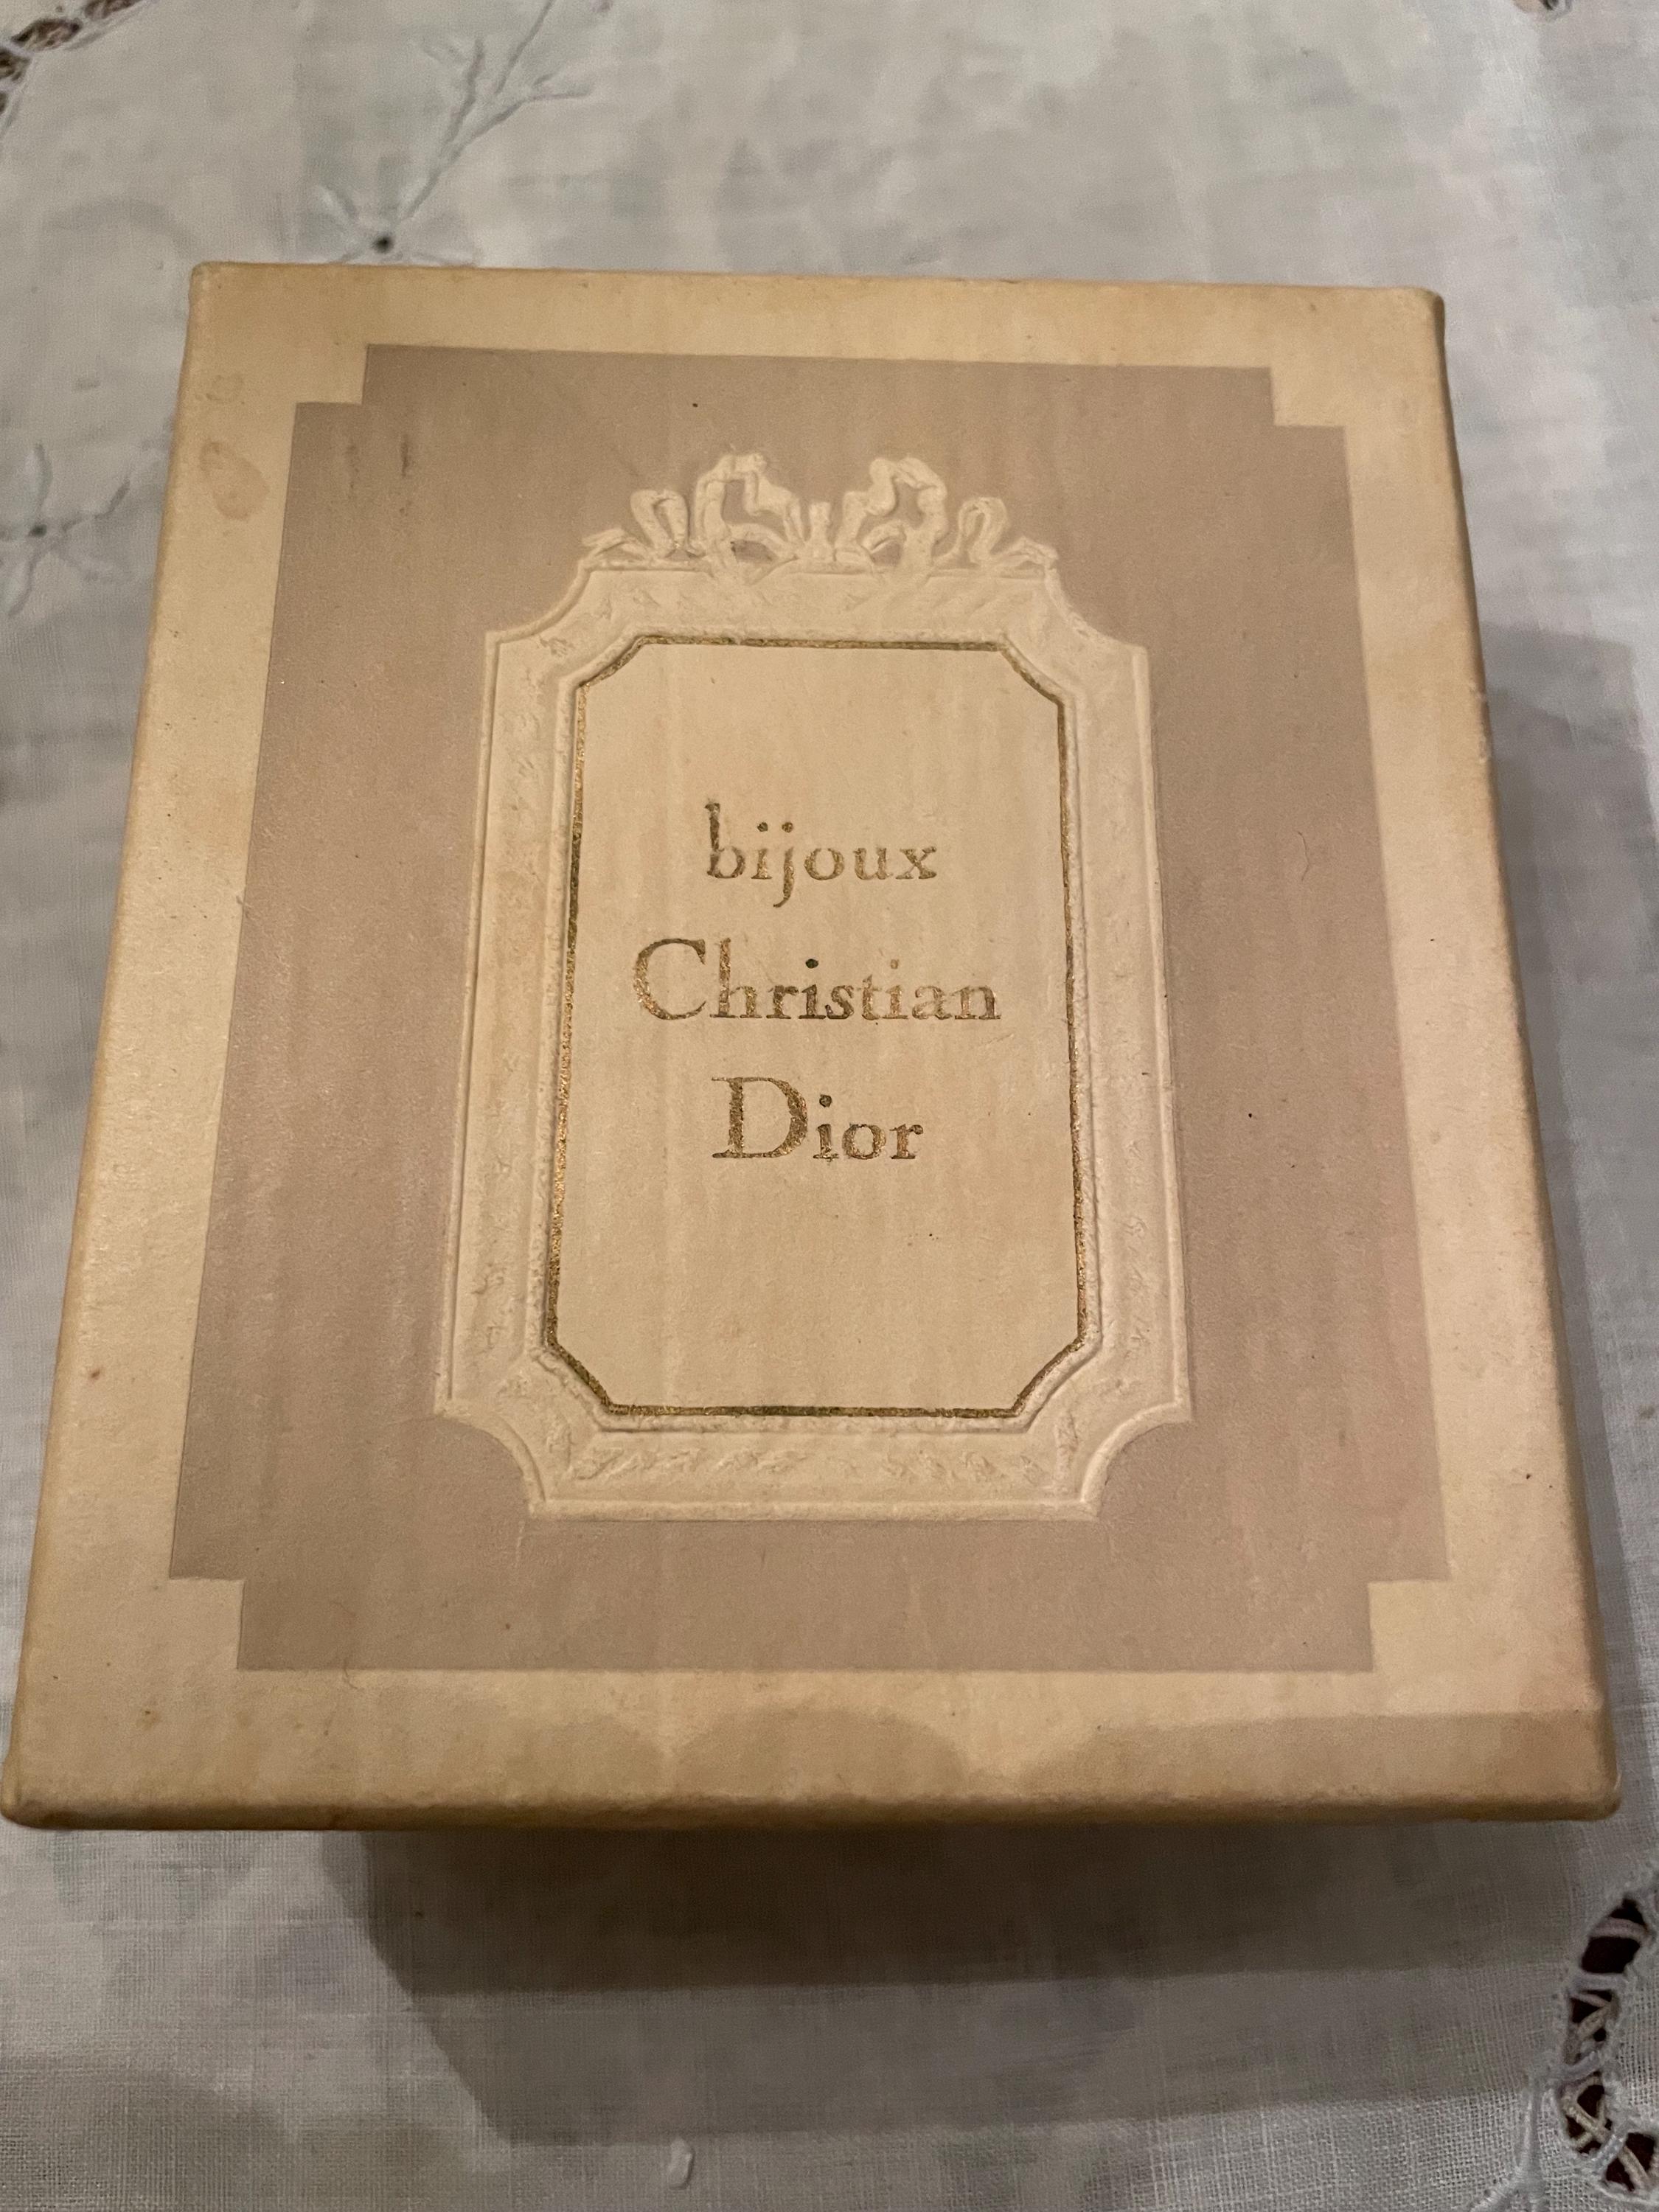 bijoux
Christian
Dior